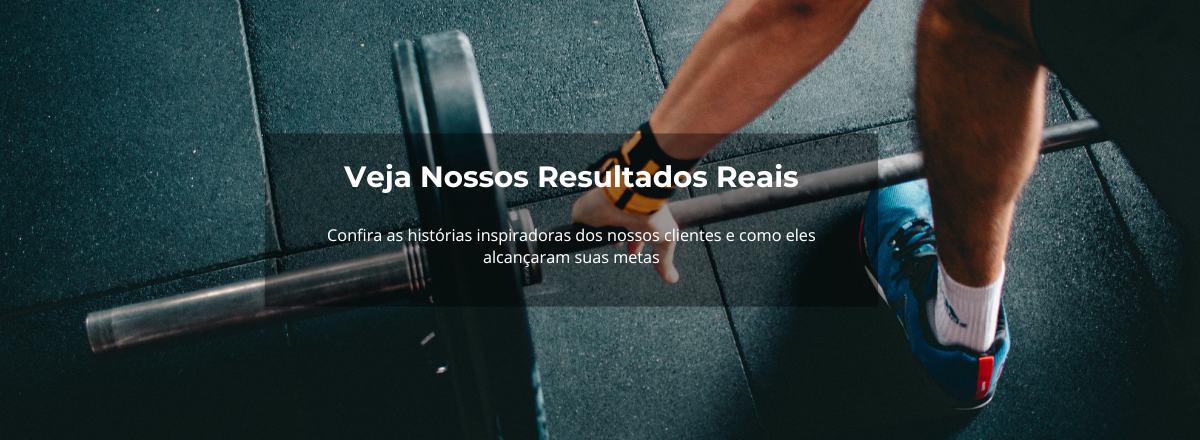 Veja Nossos Resultados Reais
Confira as histórias inspiradoras dos nossos clientes e como eles
alcançaram suas metas